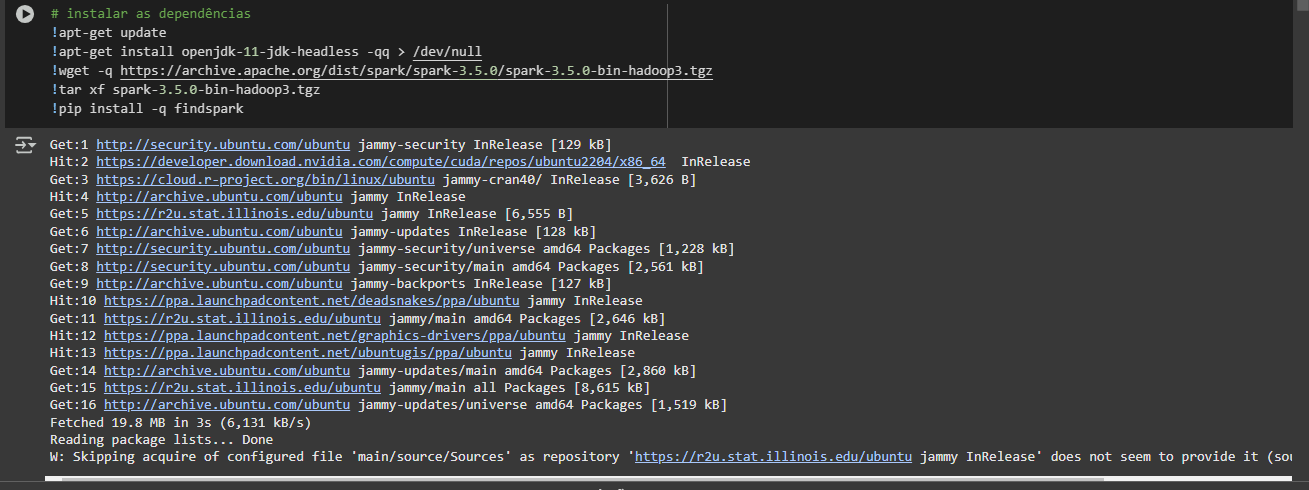 # instalar as dependências
!apt-get update
!apt-get install openjdk-11-jdk-headless -qq > /dev/null
!wget -q https://archive.apache.org/dist/spark/spark-3.5.0/spark-3.5.0-bin-hadoop3.tgz
!tar xf spark-3.5.0-bin-hadoop3.tgz
!pip install -q findspark
Get:1 http://security.ubuntu.com/ubuntu jammy-security InRelease [129 kB]
Hit:2 https://developer.download.nvidia.com/compute/cuda/repos/ubuntu2204/x86_64  InRelease
Get:3 https://cloud.r-project.org/bin/linux/ubuntu jammy-cran40/ InRelease [3,626 B]
Hit:4 http://archive.ubuntu.com/ubuntu jammy InRelease
Get:5 https://r2u.stat.illinois.edu/ubuntu jammy InRelease [6,555 B]
Get:6 http://archive.ubuntu.com/ubuntu jammy-updates InRelease [128 kB]
Get:7 http://security.ubuntu.com/ubuntu jammy-security/universe amd64 Packages [1,228 kB]
Get:8 http://security.ubuntu.com/ubuntu jammy-security/main amd64 Packages [2,561 kB]
Get:9 http://archive.ubuntu.com/ubuntu jammy-backports InRelease [127 kB]
Hit:10 https://ppa.launchpadcontent.net/deadsnakes/ppa/ubuntu jammy InRelease
Get:11 https://r2u.stat.illinois.edu/ubuntu jammy/main amd64 Packages [2,646 kB]
Hit:12 https://ppa.launchpadcontent.net/graphics-drivers/ppa/ubuntu jammy InRelease
Hit:13 https://ppa.launchpadcontent.net/ubuntugis/ppa/ubuntu jammy InRelease
Get:14 http://archive.ubuntu.com/ubuntu jammy-updates/main amd64 Packages [2,860 kB]
Get:15 https://r2u.stat.illinois.edu/ubuntu jammy/main all Packages [8,615 kB]
Get:16 http://archive.ubuntu.com/ubuntu jammy-updates/universe amd64 Packages [1,519 kB]
Fetched 19.8 MB in 3s (6,131 kB/s)
Reading package lists... Done
W: Skipping acquire of configured file 'main/source/Sources' as repository 'https://r2u.stat.illinois.edu/ubuntu jammy InRelease' does not seem to provide it